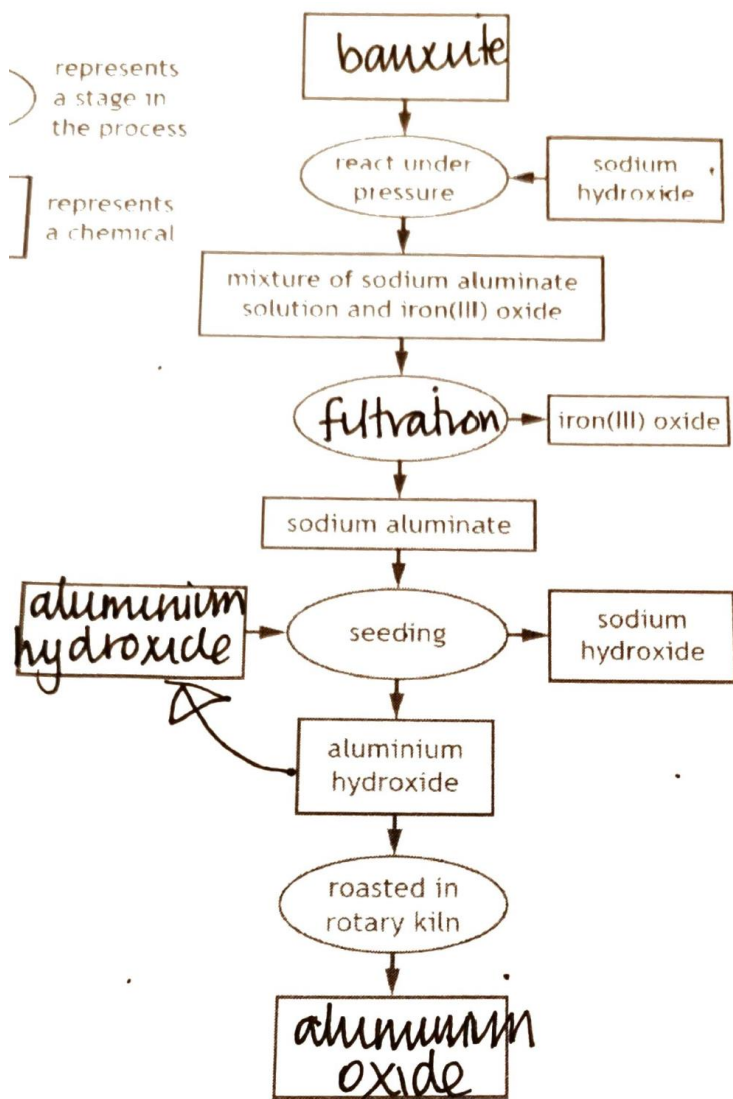 bauxite
represents
a stage in
the process
react under
pressure
sodium
hydroxide
represents
a chemical
mixture of sodium aluminate
solution and iron(III) oxide
filtration
iron(III) oxide
sodium aluminate
aluminium
hydroxide
seeding
sodium
hydroxide
aluminium
hydroxide
roasted in
rotary kiln
aluminium
oxide